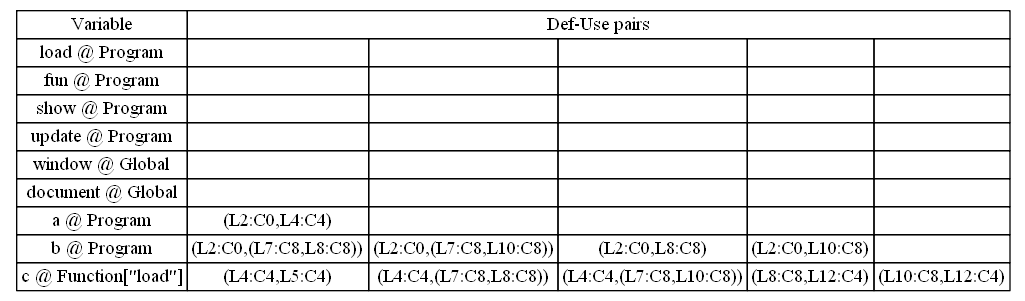 Variable Def-Use pairs
load @ Program
fun @ Program
show @ Program
update @ Program
window @ Global
document @ Global
a @ Program (L2:C0,L4:C4)
b @ Program (L2:C0,(L7:C8,L8:C8)) (L2:C0,(L7:C8,L10:C8)) (L2:C0,L8:C8) (L2:C0,L10:C8)
c @ Function["load"] (L4:C4,L5:C4) (L4:C4,(L7:C8,L8:C8)) (L4:C4,(L7:C8,L10:C8)) (L8:C8,L12:C4) (L10:C8,L12:C4)